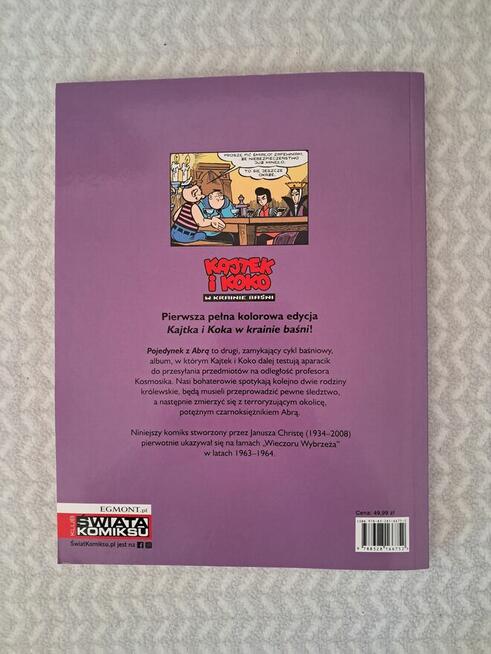 PROSZĘ PIĆ ŚMIAŁO! ZAPEWNIAM,
ŻE NIEBEZPIECZEŃSTWO
JUŻ MINĘŁO.
TO SIĘ JESZCZE
OKAŻE.
KAJTEK
i KOKO
W KRAINIE BAŚNI
Pierwsza pełna kolorowa edycja
Kajtka i Koka w krainie baśni!
Pojedynek z Abrą to drugi, zamykający cykl baśniowy,
album, w którym Kajtek i Koko dalej testują aparacik
do przesyłania przedmiotów na odległość profesora
Kosmosika. Nasi bohaterowie spotykają kolejno dwie rodziny
królewskie, będą musieli przeprowadzić pewne śledztwo,
a następnie zmierzyć się z terroryzującym okolicę,
potężnym czarnoksiężnikiem Abrą.
Niniejszy komiks stworzony przez Janusza Christę (1934–2008)
pierwotnie ukazywał się na łamach „Wieczoru Wybrzeża”
w latach 1963–1964.
EGMONT.pl
KLUB
ŚWIATA
KOMIKSU
ŚwiatKomiksu.pl jest na
Cena: 49,99 zł